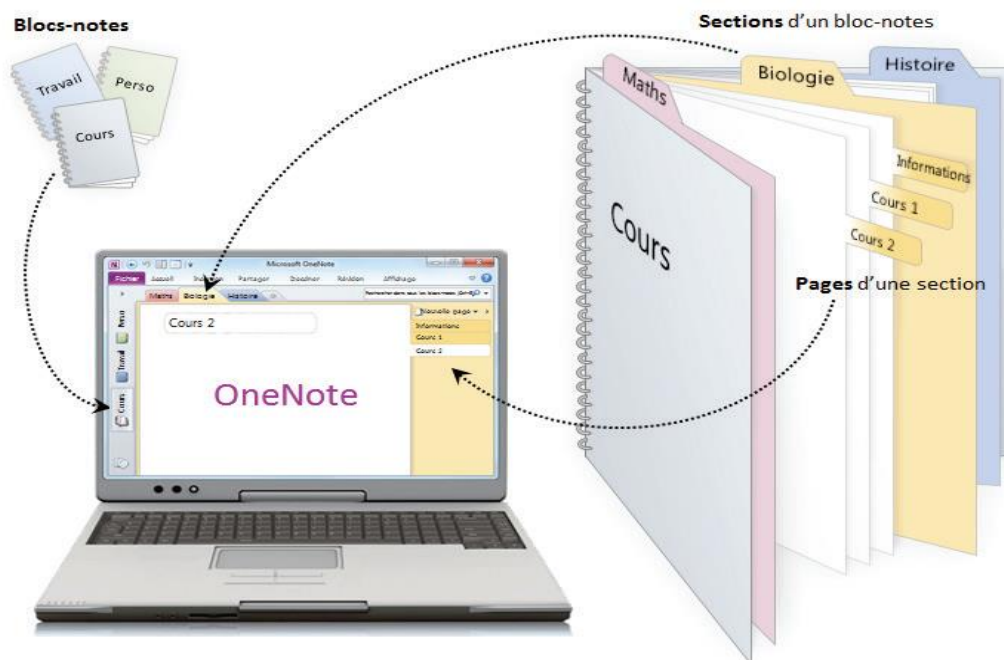 Blocs-notes
Travail
Perso
Cours
Sections d'un bloc-notes
Maths
Biologie
Histoire
Informations
Cours 1
Cours 2
Cours
Pages d'une section
Microsoft OneNote
Fichier Accueil Partager Dessiner Révision Affichage
Maths Biologie Histoire
Nouvelle page
Cours 2
Informations
Cours 1
Cours 2
Perso
Travail
Cours
OneNote